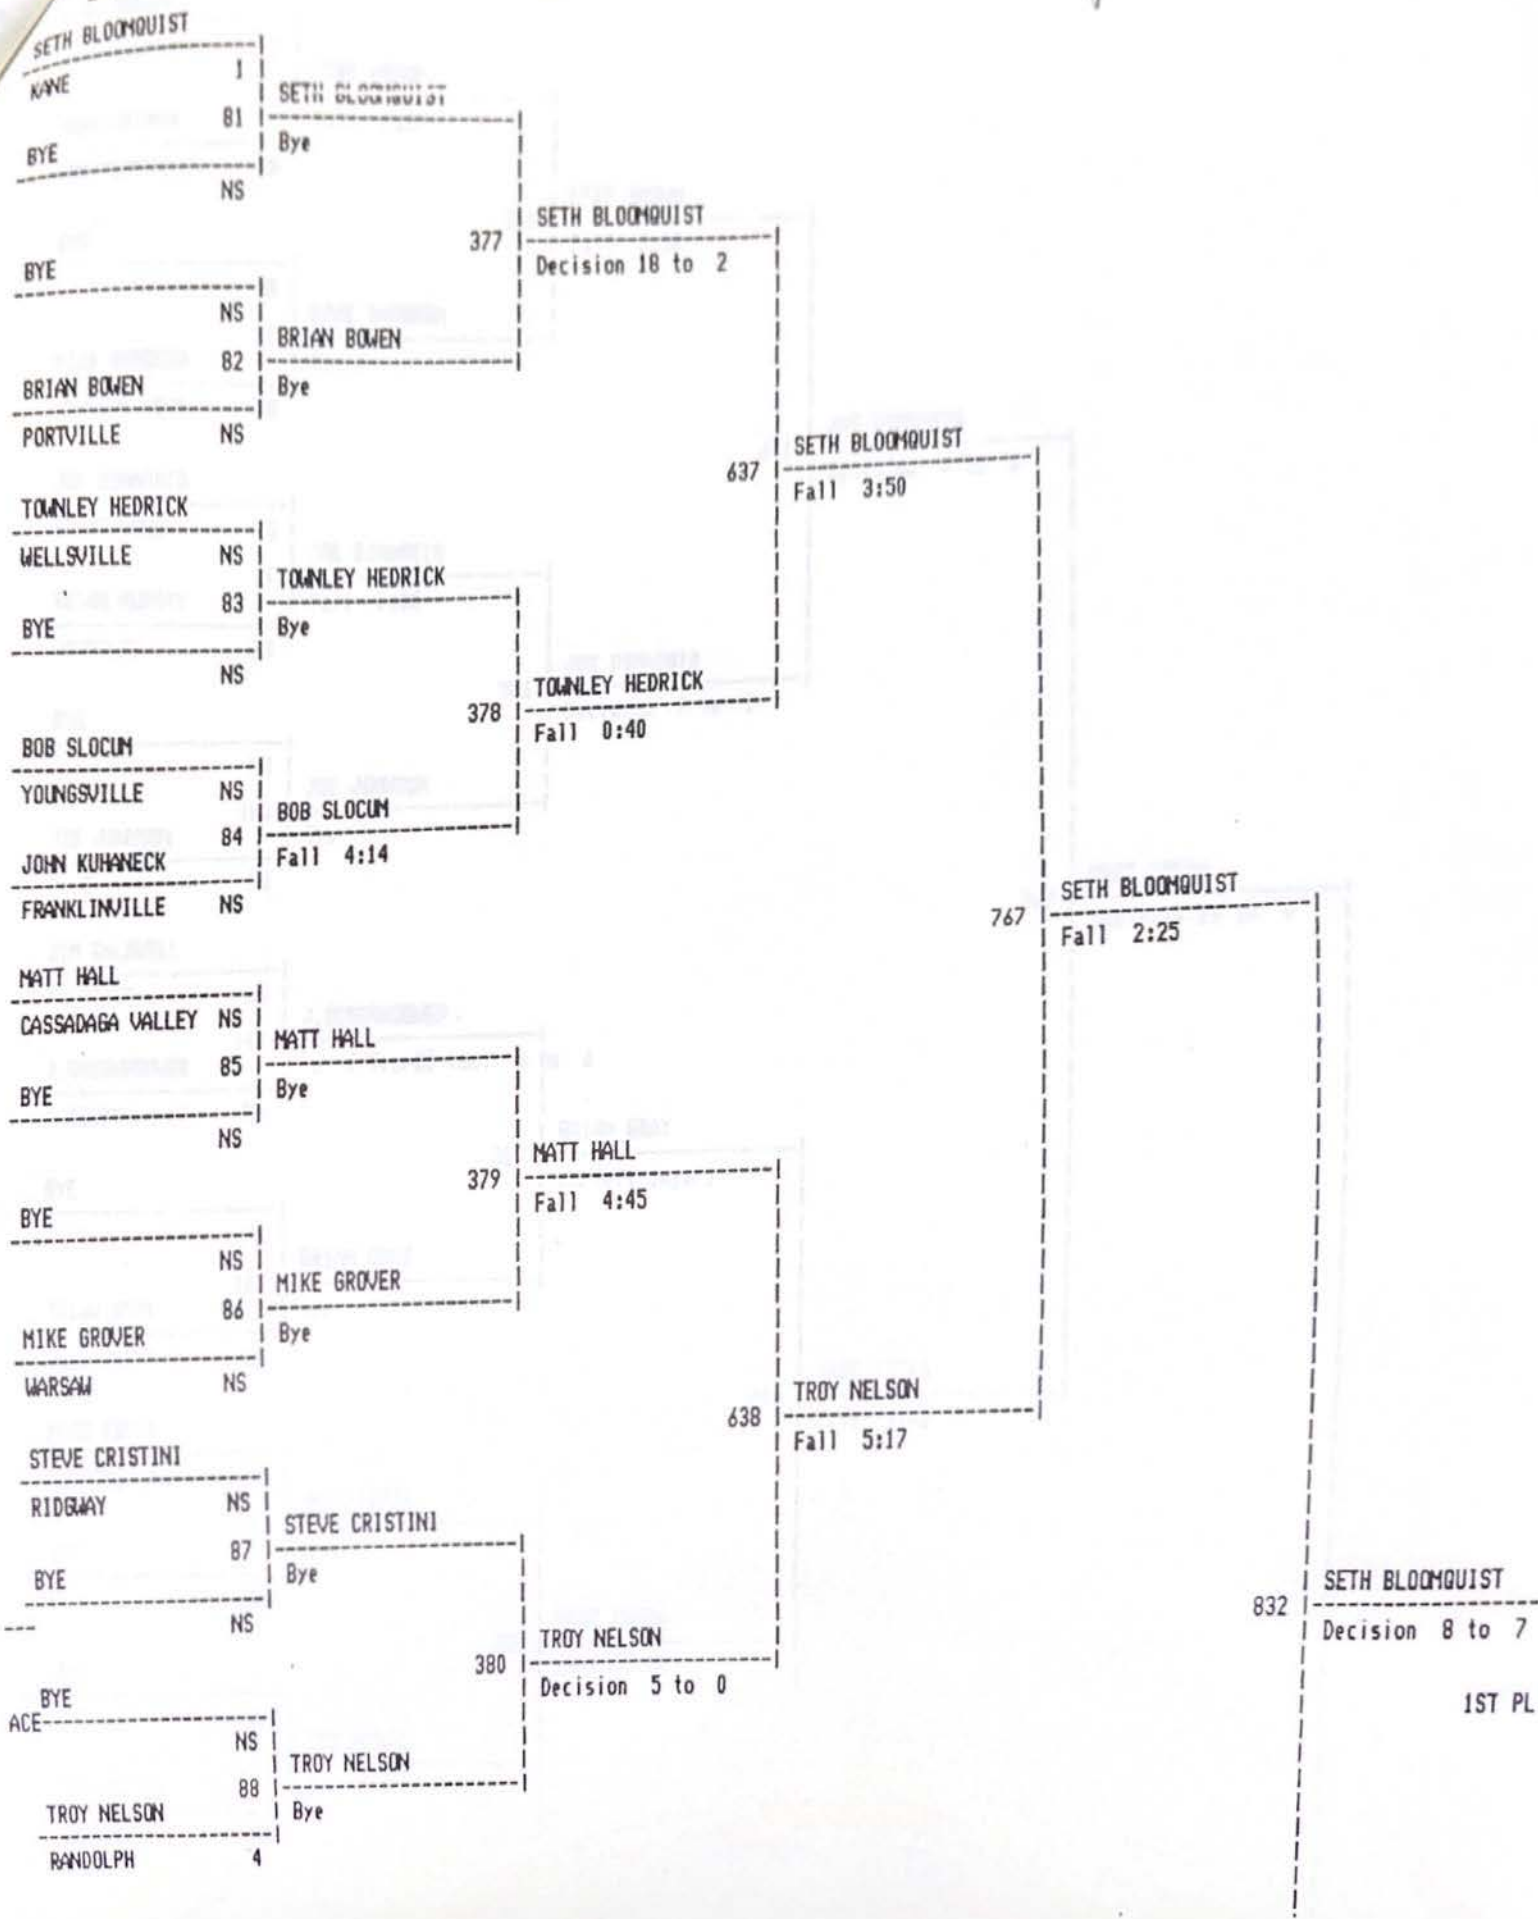 SETH BLOOMQUIST
KANE 1
81
BYE
NS
SETH BLOOMQUIST
Bye
BYE
NS
82
BRIAN BOWEN
PORTVILLE NS
BRIAN BOWEN
Bye
377
SETH BLOOMQUIST
Decision 18 to 2
TOWNLEY HEDRICK
WELLSVILLE NS
83
BYE
NS
TOWNLEY HEDRICK
Bye
BOB SLOCUM
YOUNGSVILLE NS
84
JOHN KUHANECK
FRANKLINVILLE NS
BOB SLOCUM
Fall 4:14
378
TOWNLEY HEDRICK
Fall 0:40
637
SETH BLOOMQUIST
Fall 3:50
MATT HALL
CASSADAGA VALLEY NS
85
BYE
NS
MATT HALL
Bye
BYE
NS
86
MIKE GROVER
WARSAW NS
MIKE GROVER
Bye
379
MATT HALL
Fall 4:45
STEVE CRISTINI
RIDGWAY NS
87
BYE
NS
STEVE CRISTINI
Bye
BYE
ACE
NS
88
TROY NELSON
RANDOLPH 4
TROY NELSON
Bye
380
TROY NELSON
Decision 5 to 0
638
TROY NELSON
Fall 5:17
767
SETH BLOOMQUIST
Fall 2:25
832
SETH BLOOMQUIST
Decision 8 to 7
1ST PL